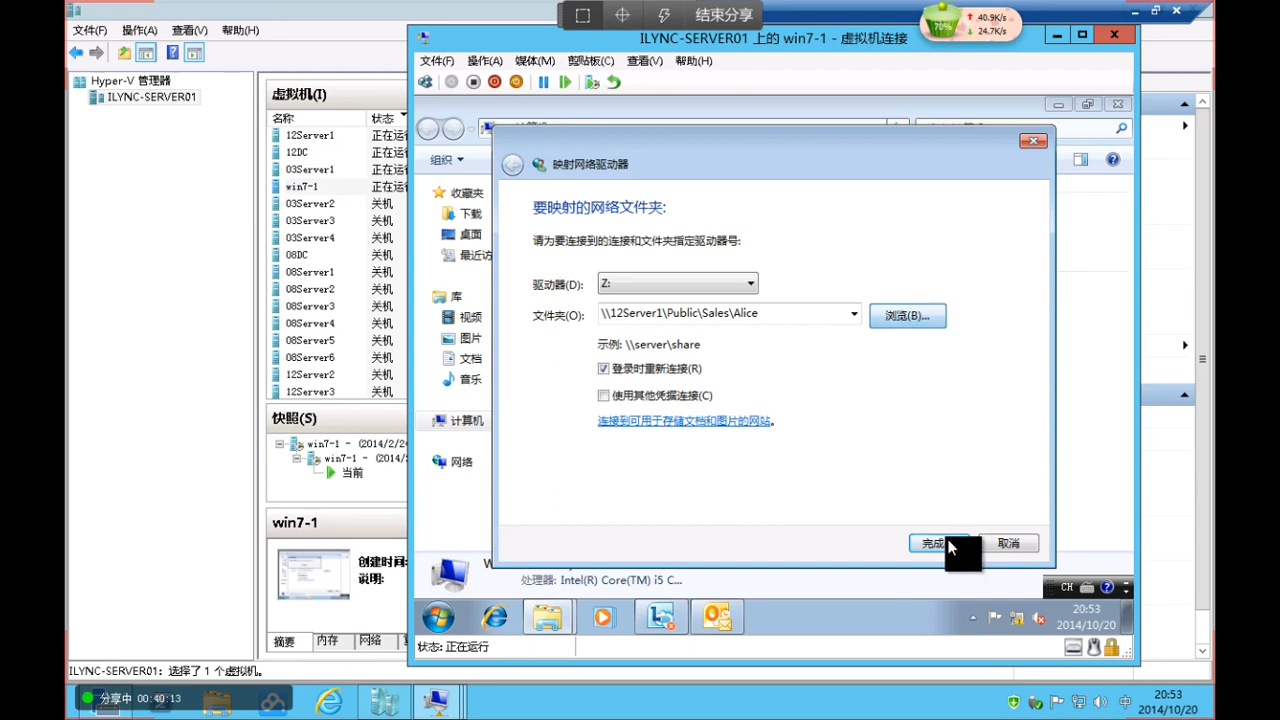 结束分享
40.9K/s
24.7K/s
70%
文件(F) 操作(A) 查看(V) 帮助(H)
ILYNC-SERVER01 上的 win7-1 - 虚拟机连接
文件(F) 操作(A) 媒体(M) 剪贴板(C) 查看(V) 帮助(H)
Hyper-V 管理器
ILYNC-SERVER01
虚拟机(I)
名称 状态
12Server1 正在运
12DC 正在运
03Server1 正在运
win7-1 正在运
03Server2 关机
03Server3 关机
03Server4 关机
08DC 关机
08Server1 关机
08Server2 关机
08Server3 关机
08Server4 关机
08Server5 关机
08Server6 关机
12Server2 关机
12Server3 关机
快照(S)
win7-1 - (2014/2/24
win7-1 - (2014/
当前
win7-1
创建时间:
说明:
摘要 内存 网络
组织
收藏夹
下载
桌面
最近访
库
视频
图片
文档
音乐
计算机
网络
映射网络驱动器
要映射的网络文件夹:
请为要连接到的连接和文件夹指定驱动器号:
驱动器(D): Z:
文件夹(O): \\12Server1\Public\Sales\Alice 浏览(B)...
示例: \\server\share
登录时重新连接(R)
使用其他凭据连接(C)
连接到可用于存储文档和图片的网站。
完成 取消
W
处理器: Intel(R) Core(TM) i5 C...
CH
20:53
2014/10/20
状态: 正在运行
ILYNC-SERVER01: 选择了 1 个虚拟机。
分享中 00:40:13
中
20:53
2014/10/20